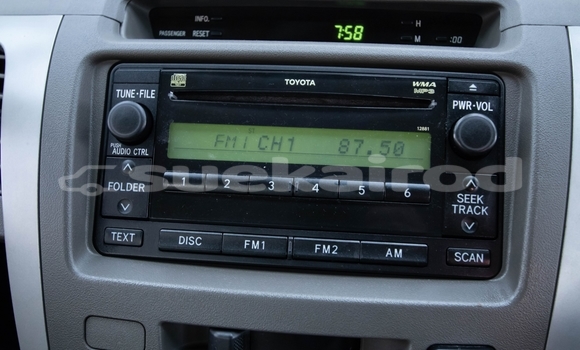 INFO.
PASSENGER RESET
7:58
H
M :00
TUNE·FILE
TOYOTA
WMA
MP3
PWR·VOL
12881
FM1 CH1 87.50
PUSH
AUDIO CTRL
FOLDER
1 2 3 4 5 6
SEEK
TRACK
suekairod
TEXT
DISC
FM1
FM2
AM
SCAN